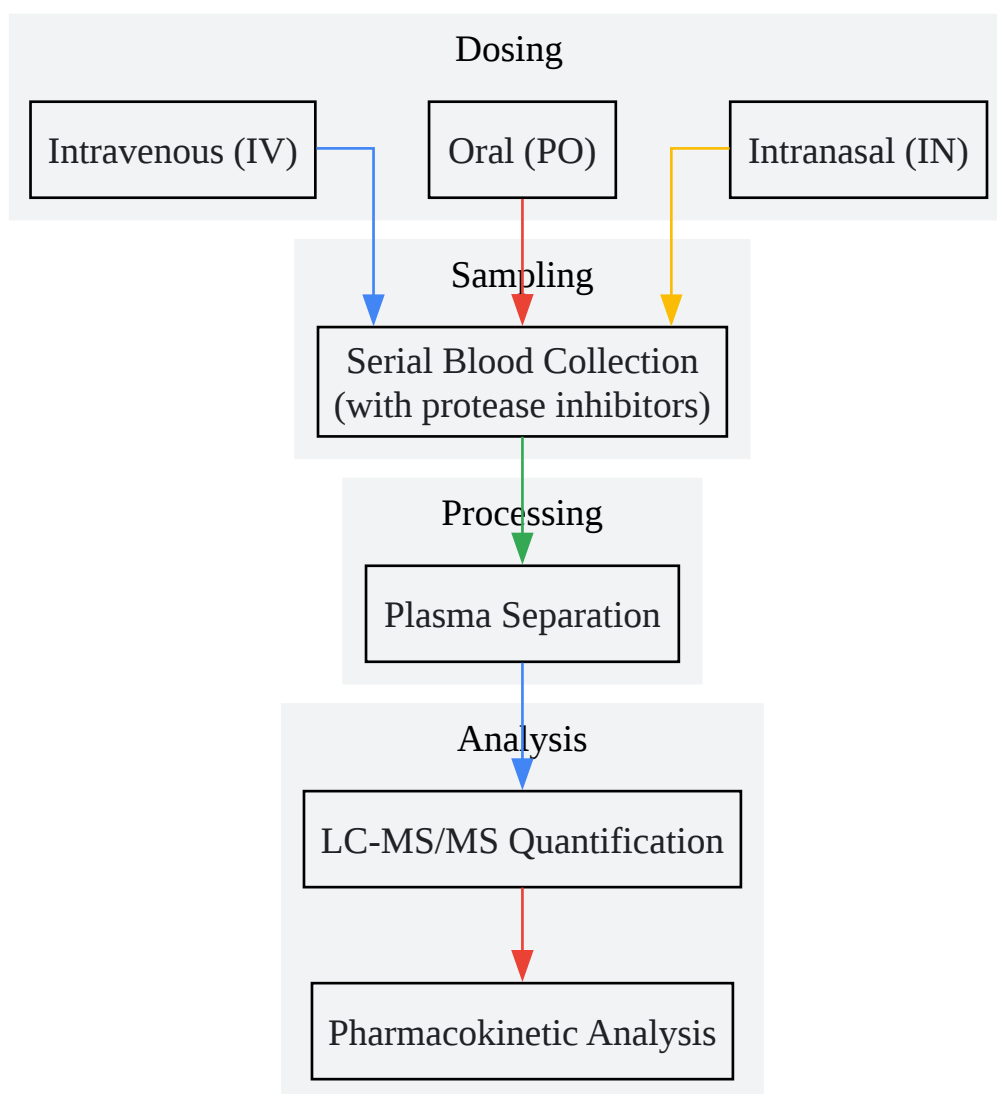 Dosing
Intravenous (IV)
Oral (PO)
Intranasal (IN)
Sampling
Serial Blood Collection
(with protease inhibitors)
Processing
Plasma Separation
Analysis
LC-MS/MS Quantification
Pharmacokinetic Analysis